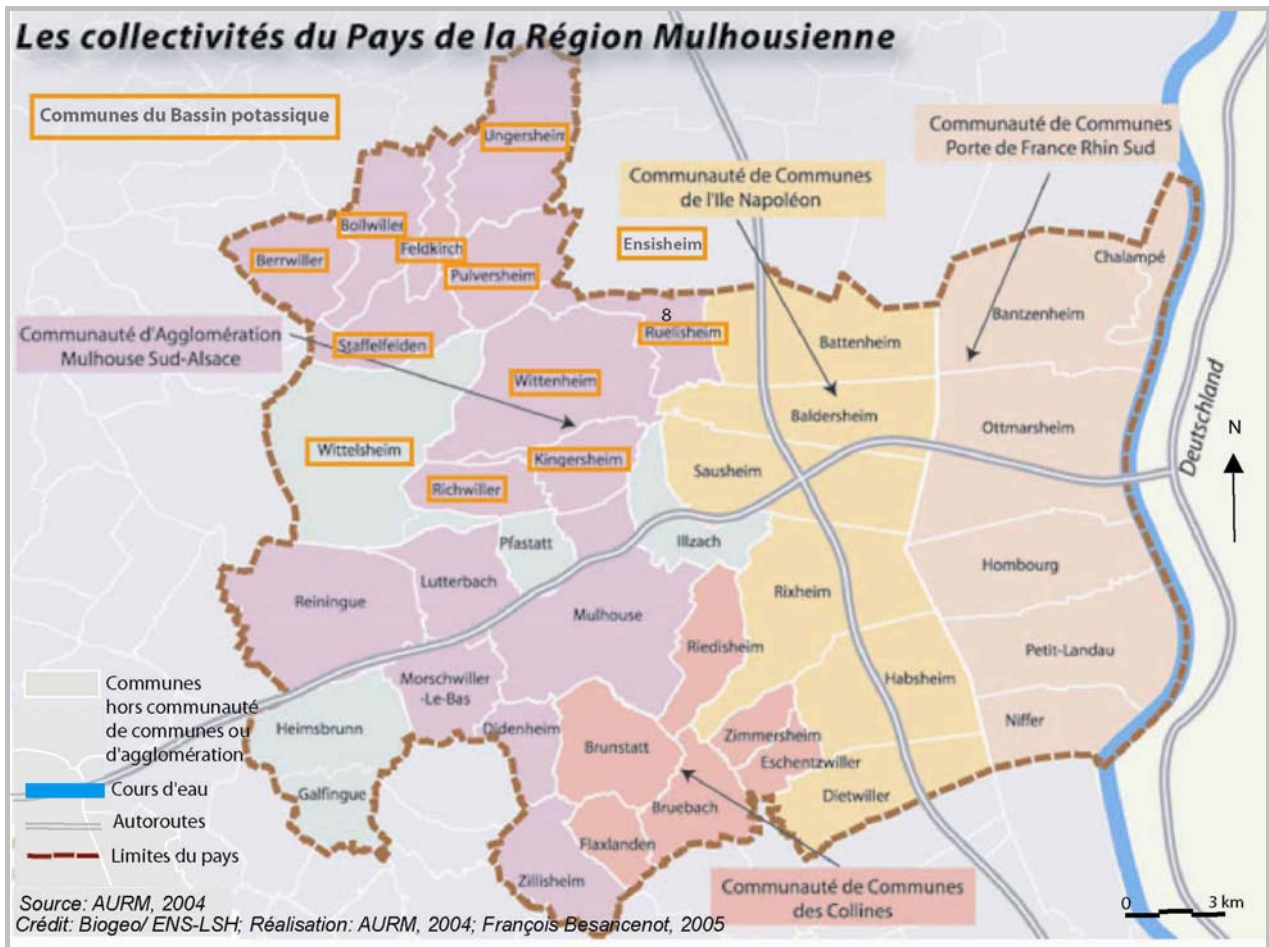 Les collectivités du Pays de la Région Mulhousienne
Communes du Bassin potassique
Ungersheim
Communauté de Communes
Porte de France Rhin Sud
Communauté de Communes
de l'Ile Napoléon
Bollwiller
Feldkirch
Ensisheim
Berrwiller
Pulversheim
Chalampé
Bantzenheim
8
Ruelisheim
Communauté d'Agglomération
Mulhouse Sud-Alsace
Staffelfelden
Battenheim
Wittenheim
Baldersheim
Ottmarsheim
Deutschland
N
Wittelsheim
Kingersheim
Sausheim
Richwiller
Pfastatt
Illzach
Hombourg
Lutterbach
Reiningue
Rixheim
Mulhouse
Riedisheim
Petit-Landau
Morschwiller
-Le-Bas
Habsheim
Communes
hors communauté
de communes ou
d'agglomération
Heimsbrunn
Didenheim
Brunstatt
Zimmersheim
Niffer
Eschentzwiller
Cours d'eau
Galfingue
Bruebach
Dietwiller
Autoroutes
Flaxlanden
Limites du pays
Zillisheim
Communauté de Communes
des Collines
0 3 km
Source: AURM, 2004
Crédit: Biogeo/ ENS-LSH; Réalisation: AURM, 2004; François Besancenot, 2005